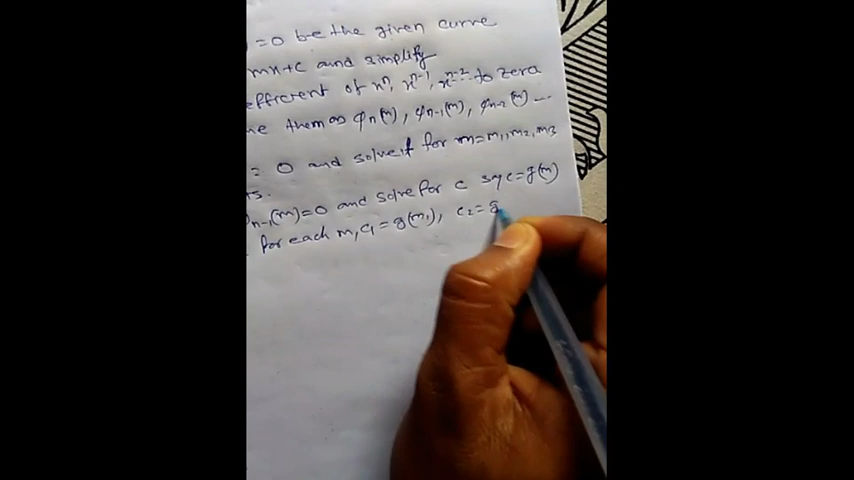 =0 be the given curve
mx+c and simplify
efficient of xⁿ, xⁿ⁻¹, xⁿ⁻² to zero
me them as φn(m), φn-1(m), φn-2(m) ...
= 0 and solve it for m=m1, m2, m3
ts.
n-1(m)=0 and solve for c say c=g(m)
for each m, c1=g(m1), c2=g